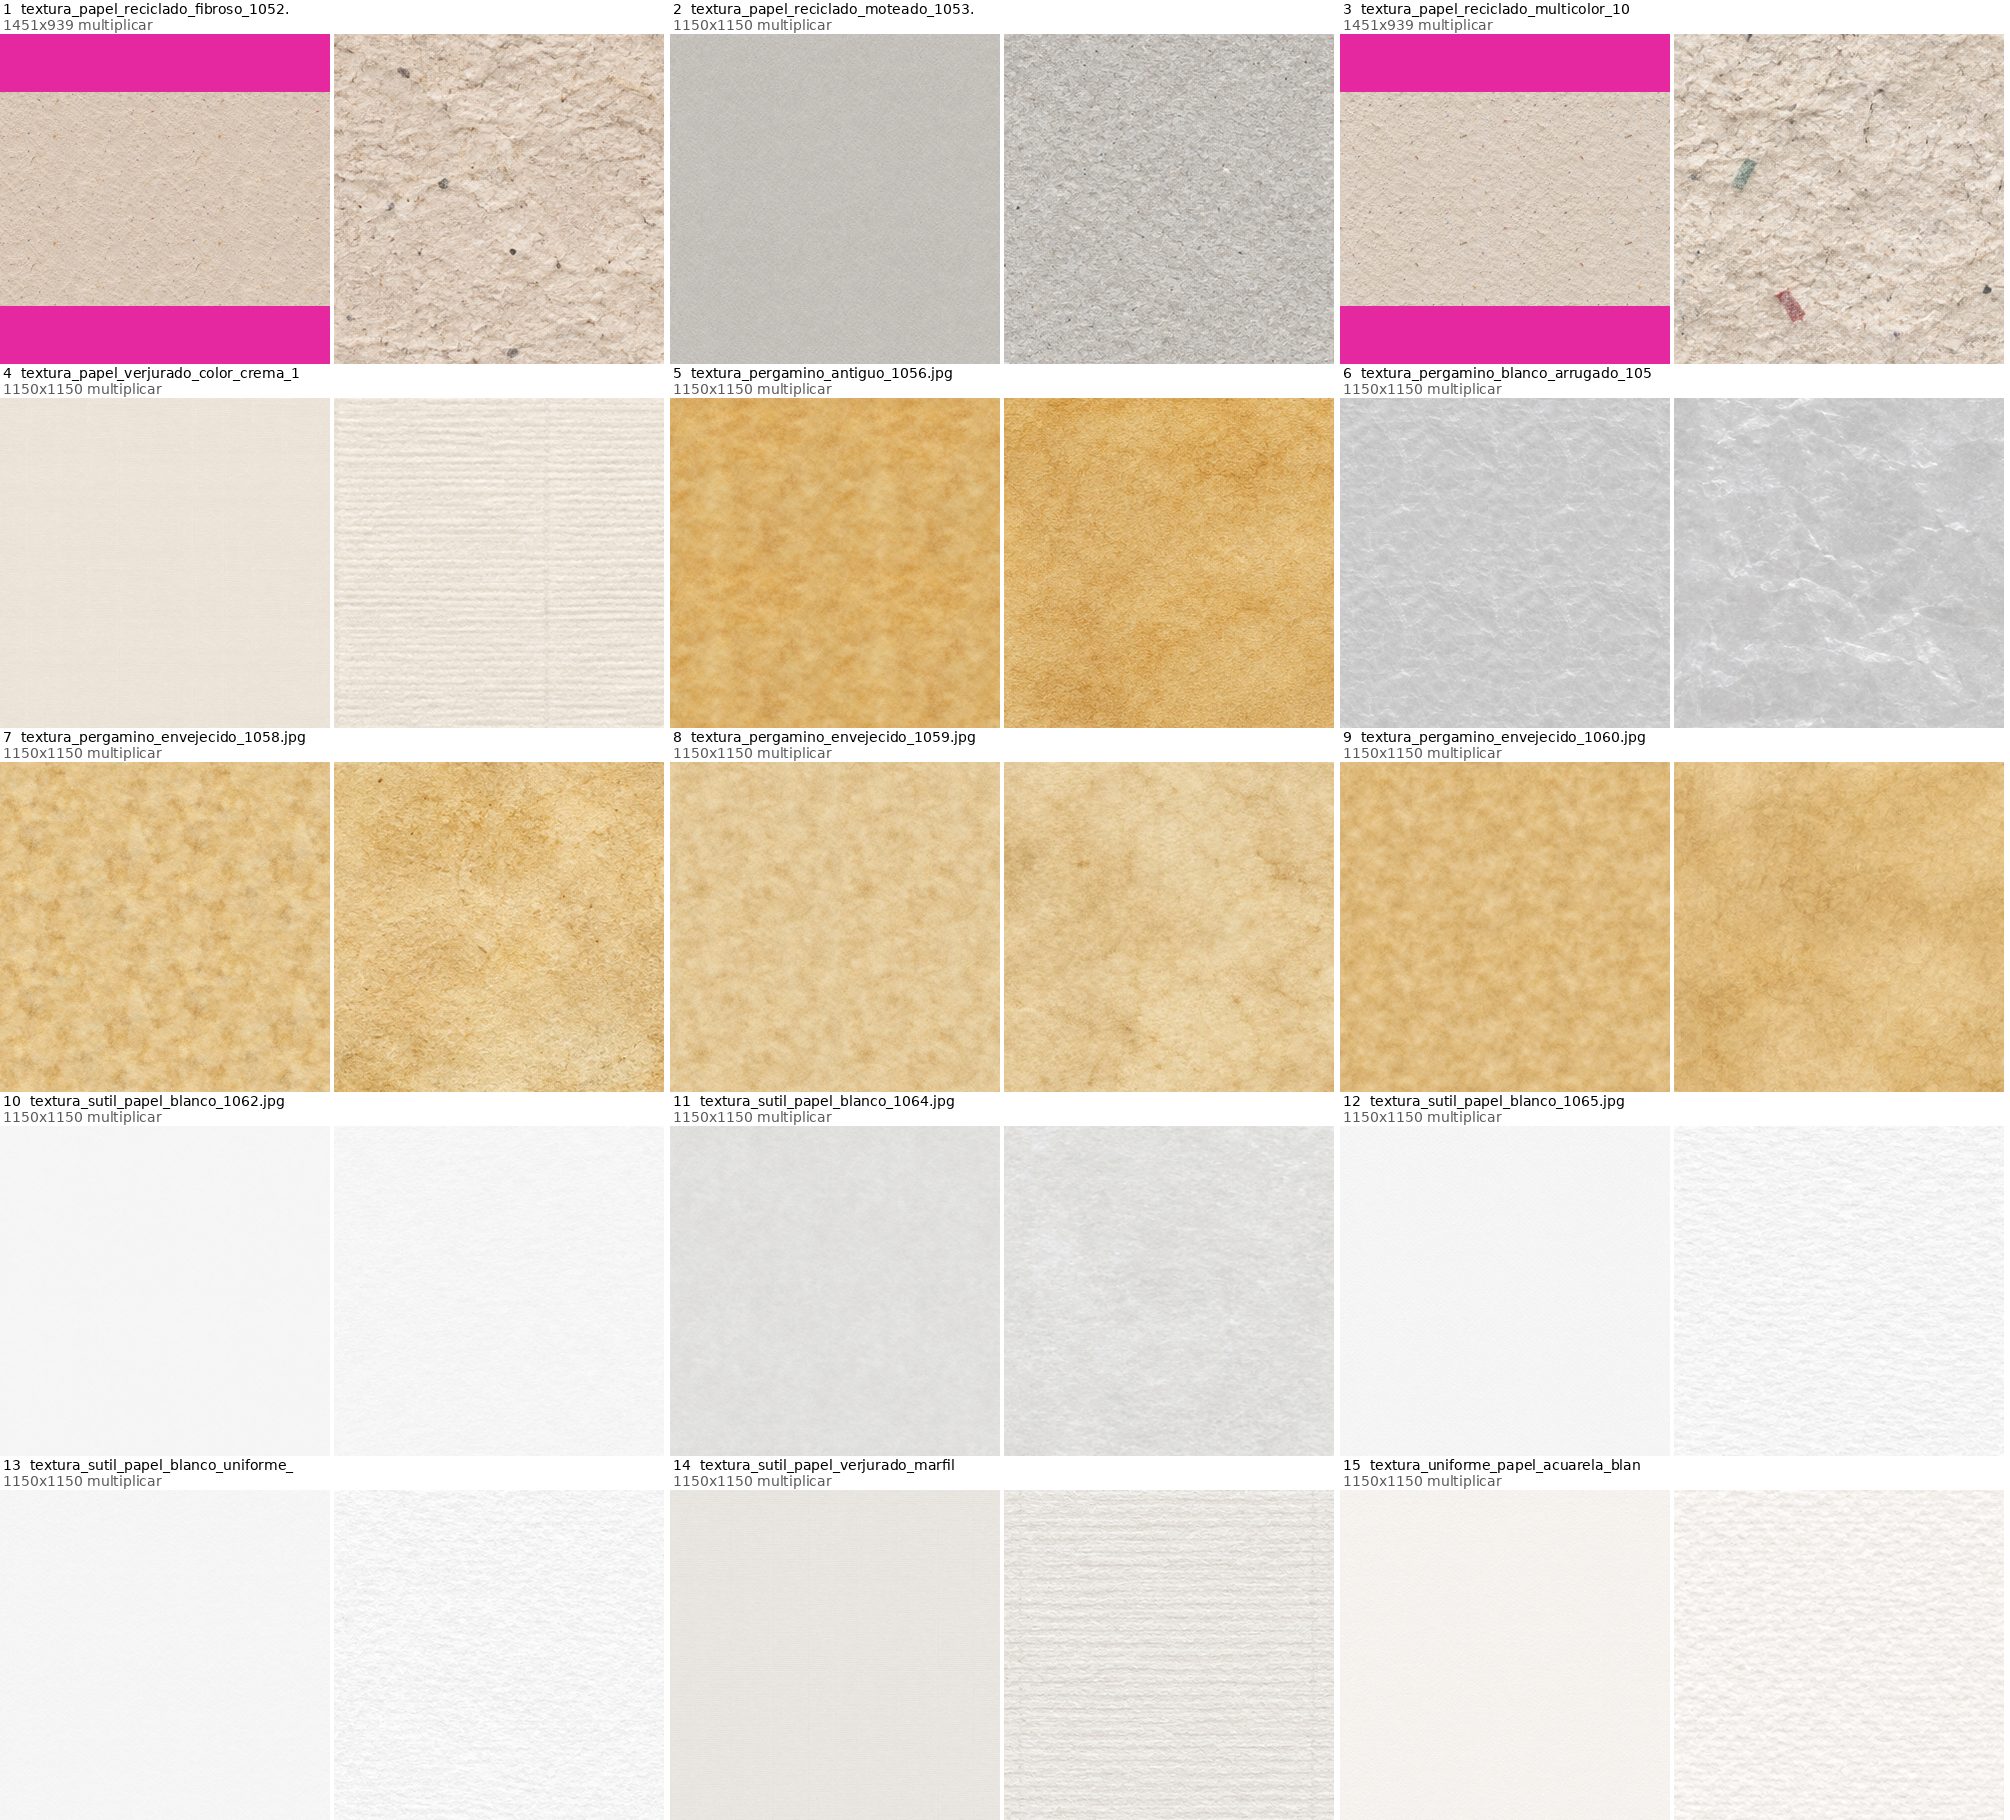 1 textura_papel_reciclado_fibroso_1052.
1451x939 multiplicar
2 textura_papel_reciclado_moteado_1053.
1150x1150 multiplicar
3 textura_papel_reciclado_multicolor_10
1451x939 multiplicar
4 textura_papel_verjurado_color_crema_1
1150x1150 multiplicar
5 textura_pergamino_antiguo_1056.jpg
1150x1150 multiplicar
6 textura_pergamino_blanco_arrugado_105
1150x1150 multiplicar
7 textura_pergamino_envejecido_1058.jpg
1150x1150 multiplicar
8 textura_pergamino_envejecido_1059.jpg
1150x1150 multiplicar
9 textura_pergamino_envejecido_1060.jpg
1150x1150 multiplicar
10 textura_sutil_papel_blanco_1062.jpg
1150x1150 multiplicar
11 textura_sutil_papel_blanco_1064.jpg
1150x1150 multiplicar
12 textura_sutil_papel_blanco_1065.jpg
1150x1150 multiplicar
13 textura_sutil_papel_blanco_uniforme_
1150x1150 multiplicar
14 textura_sutil_papel_verjurado_marfil
1150x1150 multiplicar
15 textura_uniforme_papel_acuarela_blan
1150x1150 multiplicar